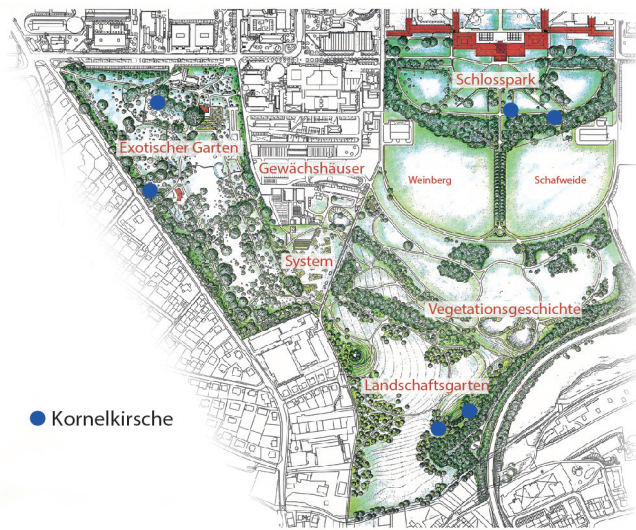 Schlosspark
Exotischer Garten
Gewächshäuser
Weinberg
Schafweide
System
Vegetationsgeschichte
Landschaftsgarten
Kornelkirsche